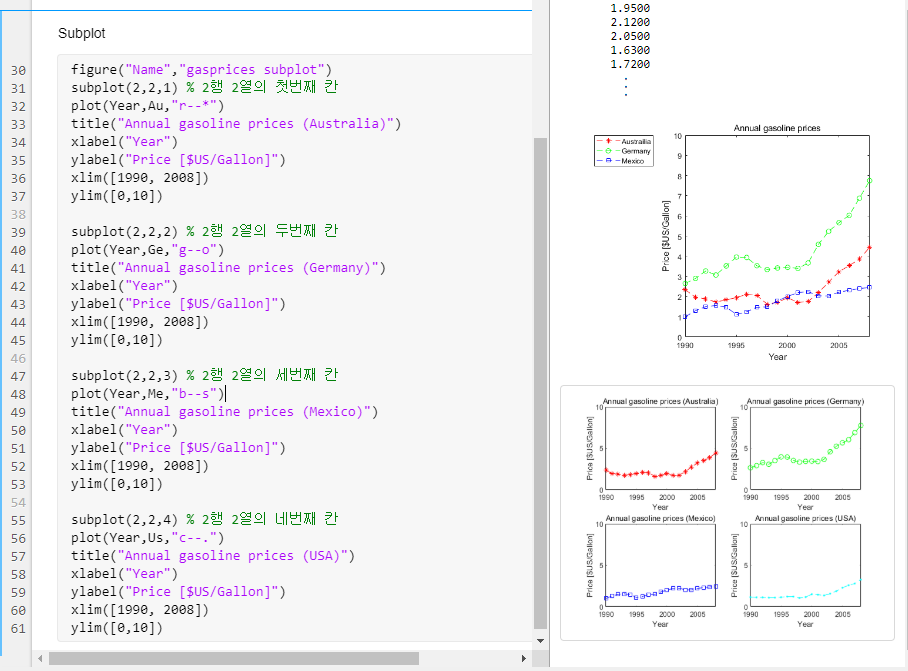 Subplot
30 figure("Name","gasprices subplot")
31 subplot(2,2,1) % 2행 2열의 첫번째 칸
32 plot(Year,Au,"r--*")
33 title("Annual gasoline prices (Australia)")
34 xlabel("Year")
35 ylabel("Price [$US/Gallon]")
36 xlim([1990, 2008])
37 ylim([0,10])
38
39 subplot(2,2,2) % 2행 2열의 두번째 칸
40 plot(Year,Ge,"g--o")
41 title("Annual gasoline prices (Germany)")
42 xlabel("Year")
43 ylabel("Price [$US/Gallon]")
44 xlim([1990, 2008])
45 ylim([0,10])
46
47 subplot(2,2,3) % 2행 2열의 세번째 칸
48 plot(Year,Me,"b--s")
49 title("Annual gasoline prices (Mexico)")
50 xlabel("Year")
51 ylabel("Price [$US/Gallon]")
52 xlim([1990, 2008])
53 ylim([0,10])
54
55 subplot(2,2,4) % 2행 2열의 네번째 칸
56 plot(Year,Us,"c--.")
57 title("Annual gasoline prices (USA)")
58 xlabel("Year")
59 ylabel("Price [$US/Gallon]")
60 xlim([1990, 2008])
61 ylim([0,10])
1.9500
2.1200
2.0500
1.6300
1.7200
Annual gasoline prices
Austrailia
Germany
Mexico
10
9
8
7
6
5
4
3
2
1
0
Price [$US/Gallon]
1990 1995 2000 2005
Year
Annual gasoline prices (Australia)
10
5
0
Price [$US/Gallon]
1990 1995 2000 2005
Year
Annual gasoline prices (Germany)
10
5
0
Price [$US/Gallon]
1990 1995 2000 2005
Year
Annual gasoline prices (Mexico)
10
5
0
Price [$US/Gallon]
1990 1995 2000 2005
Year
Annual gasoline prices (USA)
10
5
0
Price [$US/Gallon]
1990 1995 2000 2005
Year